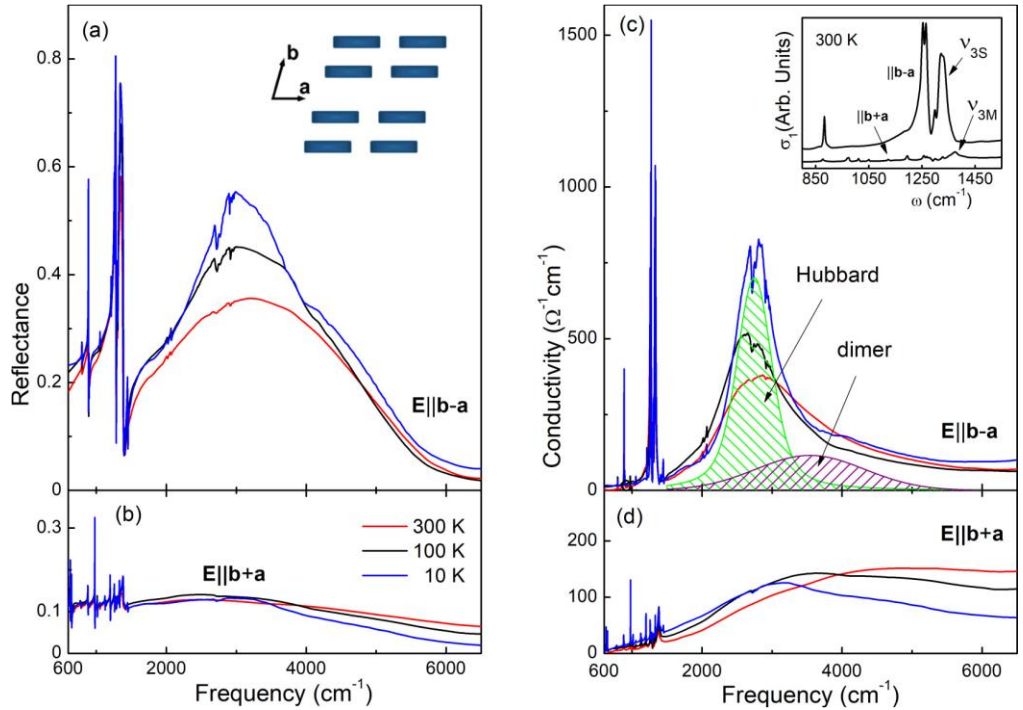 (a)
b
a
0.8
0.6
0.4
0.2
0.0
Reflectance
E||b-a
(b)
0.3
0.1
0
E||b+a
300 K
100 K
10 K
600 2000 4000 6000
Frequency (cm-1)
(c)
1500
1000
500
0
Conductivity (Ω-1 cm-1)
300 K
||b-a
ν3S
||b+a
ν3M
σ1(Arb. Units)
850 1050 1250 1450
ω (cm-1)
Hubbard
dimer
E||b-a
(d)
E||b+a
200
100
0
600 2000 4000 6000
Frequency (cm-1)